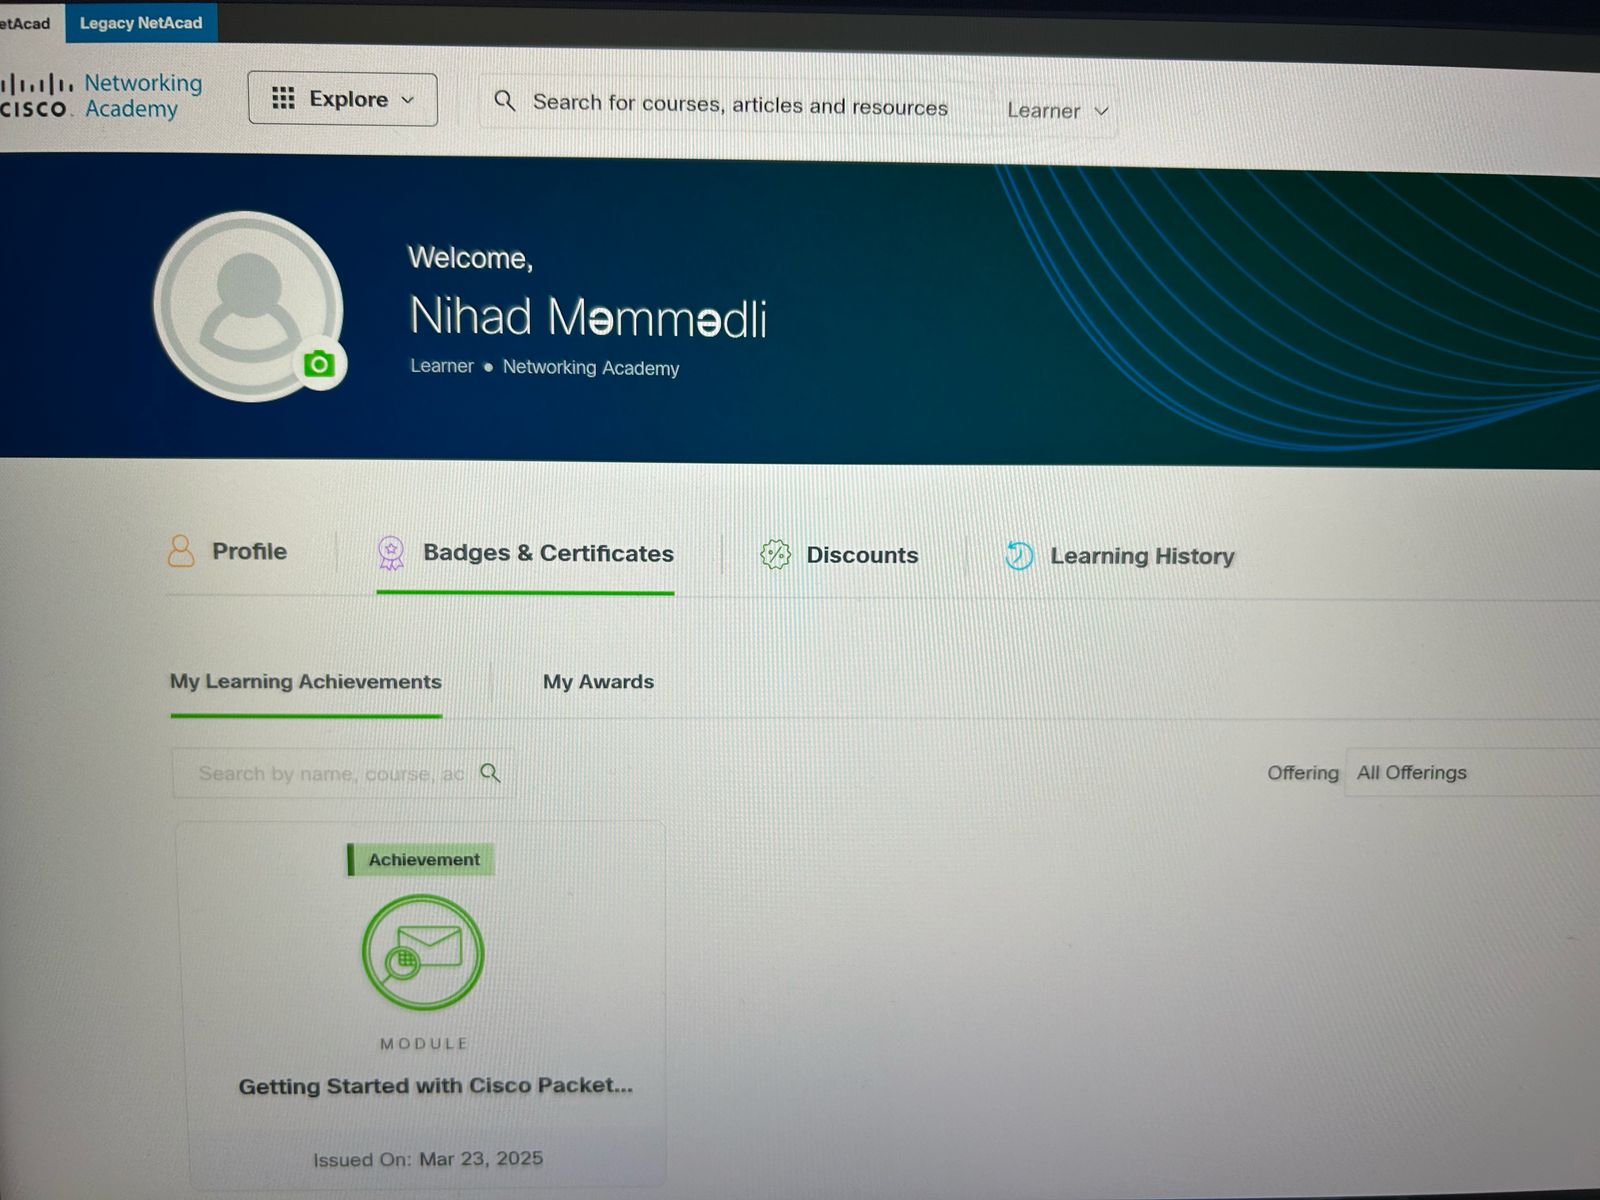 etAcad
Legacy NetAcad
CISCO Networking Academy
Explore
Search for courses, articles and resources
Learner
Welcome,
Nihad Məmmədli
Learner • Networking Academy
Profile
Badges & Certificates
Discounts
Learning History
My Learning Achievements
My Awards
Search by name, course, ac
Offering
All Offerings
Achievement
MODULE
Getting Started with Cisco Packet...
Issued On: Mar 23, 2025